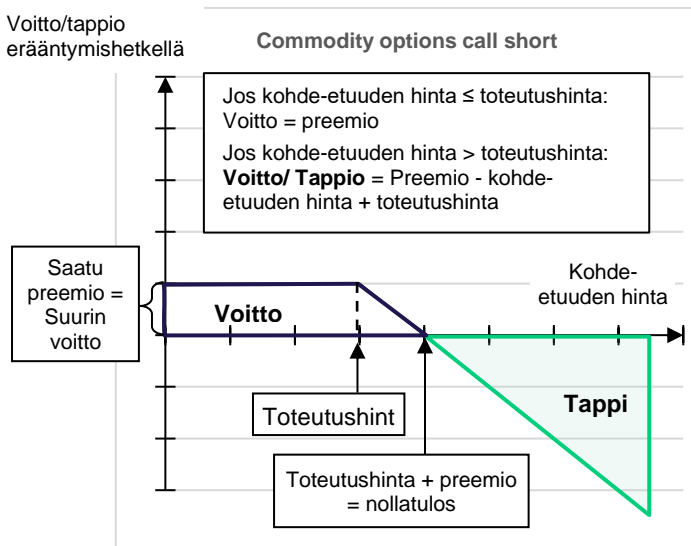 Voitto/tappio
erääntymishetkellä
Commodity options call short
Jos kohde-etuuden hinta ≤ toteutushinta:
Voitto = preemio
Jos kohde-etuuden hinta > toteutushinta:
Voitto/ Tappio = Preemio - kohde-
etuuden hinta + toteutushinta
Saatu
preemio =
Suurin
voitto
Voitto
Kohde-
etuuden hinta
Toteutushint
Tappi
Toteutushinta + preemio
= nollatulos